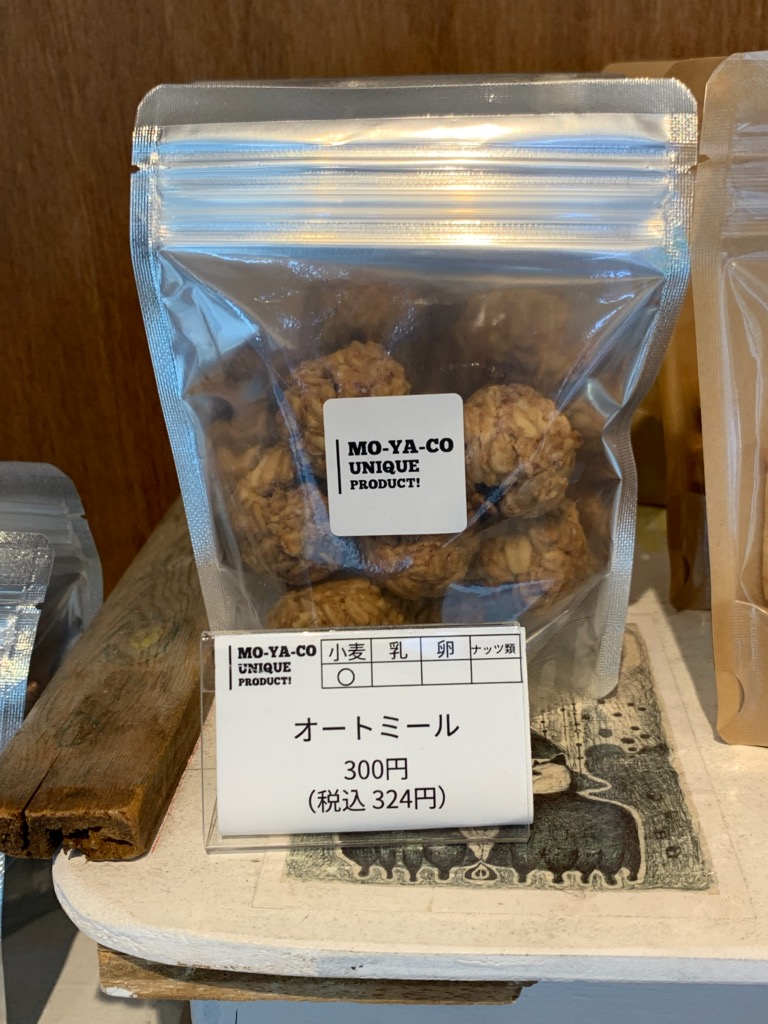 MO-YA-CO
UNIQUE
PRODUCT!
MO-YA-CO
UNIQUE
PRODUCT!
小麦 乳 卵 ナッツ類
○
オートミール
300円
(税込 324円)